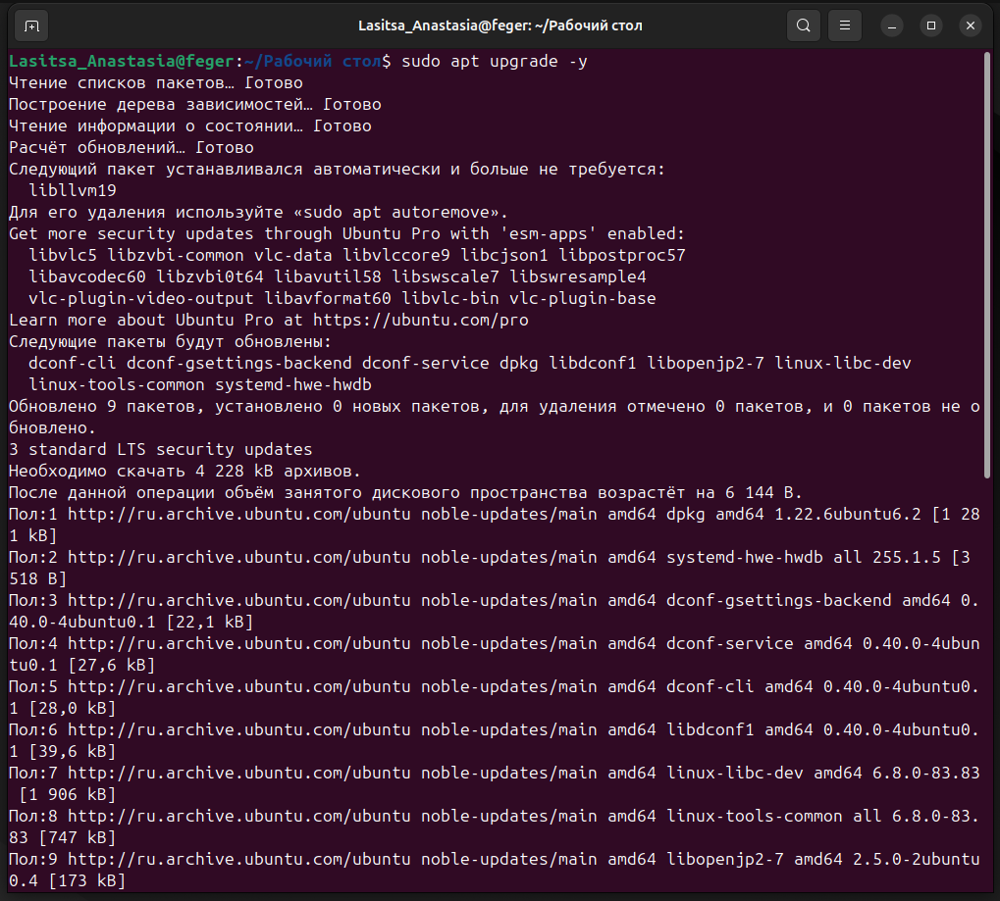 Lasitsa_Anastasia@feger: ~/Рабочий стол
Lasitsa_Anastasia@feger:~/Рабочий стол$ sudo apt upgrade -y
Чтение списков пакетов… Готово
Построение дерева зависимостей… Готово
Чтение информации о состоянии… Готово
Расчёт обновлений… Готово
Следующий пакет устанавливался автоматически и больше не требуется:
  libllvm19
Для его удаления используйте «sudo apt autoremove».
Get more security updates through Ubuntu Pro with 'esm-apps' enabled:
  libvlc5 libzvbi-common vlc-data libvlccore9 libcjson1 libpostproc57
  libavcodec60 libzvbi0t64 libavutil58 libswscale7 libswresample4
  vlc-plugin-video-output libavformat60 libvlc-bin vlc-plugin-base
Learn more about Ubuntu Pro at https://ubuntu.com/pro
Следующие пакеты будут обновлены:
  dconf-cli dconf-gsettings-backend dconf-service dpkg libdconf1 libopenjp2-7 linux-libc-dev
  linux-tools-common systemd-hwe-hwdb
Обновлено 9 пакетов, установлено 0 новых пакетов, для удаления отмечено 0 пакетов, и 0 пакетов не о
бновлено.
3 standard LTS security updates
Необходимо скачать 4 228 kB архивов.
После данной операции объём занятого дискового пространства возрастёт на 6 144 B.
Пол:1 http://ru.archive.ubuntu.com/ubuntu noble-updates/main amd64 dpkg amd64 1.22.6ubuntu6.2 [1 28
1 kB]
Пол:2 http://ru.archive.ubuntu.com/ubuntu noble-updates/main amd64 systemd-hwe-hwdb all 255.1.5 [3
518 B]
Пол:3 http://ru.archive.ubuntu.com/ubuntu noble-updates/main amd64 dconf-gsettings-backend amd64 0.
40.0-4ubuntu0.1 [22,1 kB]
Пол:4 http://ru.archive.ubuntu.com/ubuntu noble-updates/main amd64 dconf-service amd64 0.40.0-4ubun
tu0.1 [27,6 kB]
Пол:5 http://ru.archive.ubuntu.com/ubuntu noble-updates/main amd64 dconf-cli amd64 0.40.0-4ubuntu0.
1 [28,0 kB]
Пол:6 http://ru.archive.ubuntu.com/ubuntu noble-updates/main amd64 libdconf1 amd64 0.40.0-4ubuntu0.
1 [39,6 kB]
Пол:7 http://ru.archive.ubuntu.com/ubuntu noble-updates/main amd64 linux-libc-dev amd64 6.8.0-83.83
 [1 906 kB]
Пол:8 http://ru.archive.ubuntu.com/ubuntu noble-updates/main amd64 linux-tools-common all 6.8.0-83.
83 [747 kB]
Пол:9 http://ru.archive.ubuntu.com/ubuntu noble-updates/main amd64 libopenjp2-7 amd64 2.5.0-2ubuntu
0.4 [173 kB]